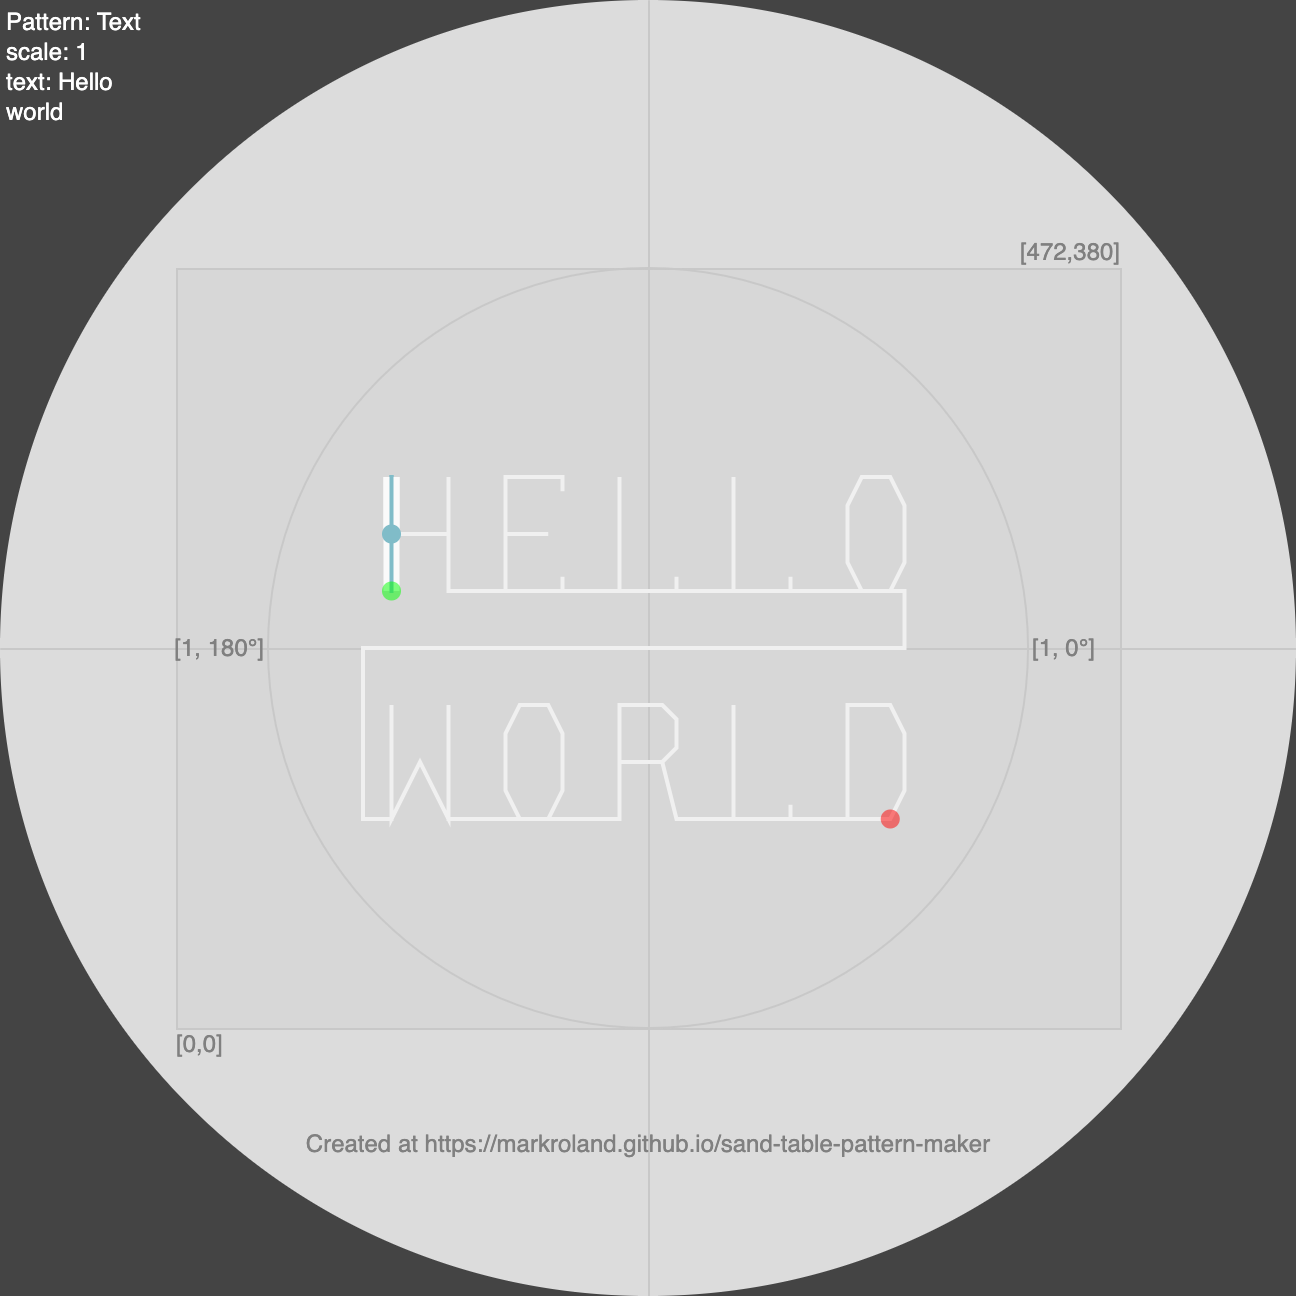 Pattern: Text
scale: 1
text: Hello
world
[472,380]
HELLO
[1, 180°]
[1, 0°]
WORLD
[0,0]
Created at https://markroland.github.io/sand-table-pattern-maker